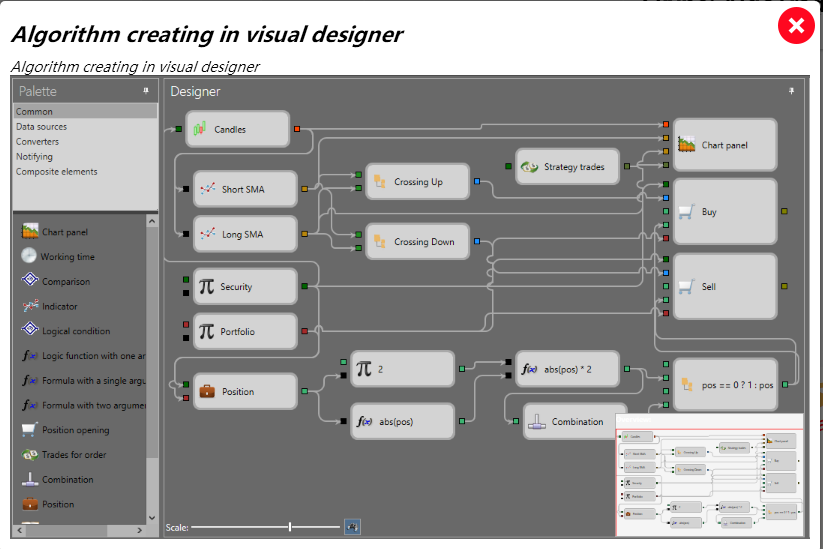 Algorithm creating in visual designer
Algorithm creating in visual designer
Palette
Common
Data sources
Converters
Notifying
Composite elements
Chart panel
Working time
Comparison
Indicator
Logical condition
Logic function with one ar
Formula with a single argu
Formula with two argumen
Position opening
Trades for order
Combination
Position
Designer
Candles
Chart panel
Strategy trades
Short SMA
Crossing Up
Buy
Long SMA
Crossing Down
Security
Sell
Portfolio
2
abs(pos) * 2
Position
pos == 0 ? 1 : pos
abs(pos)
Combination
Scale: